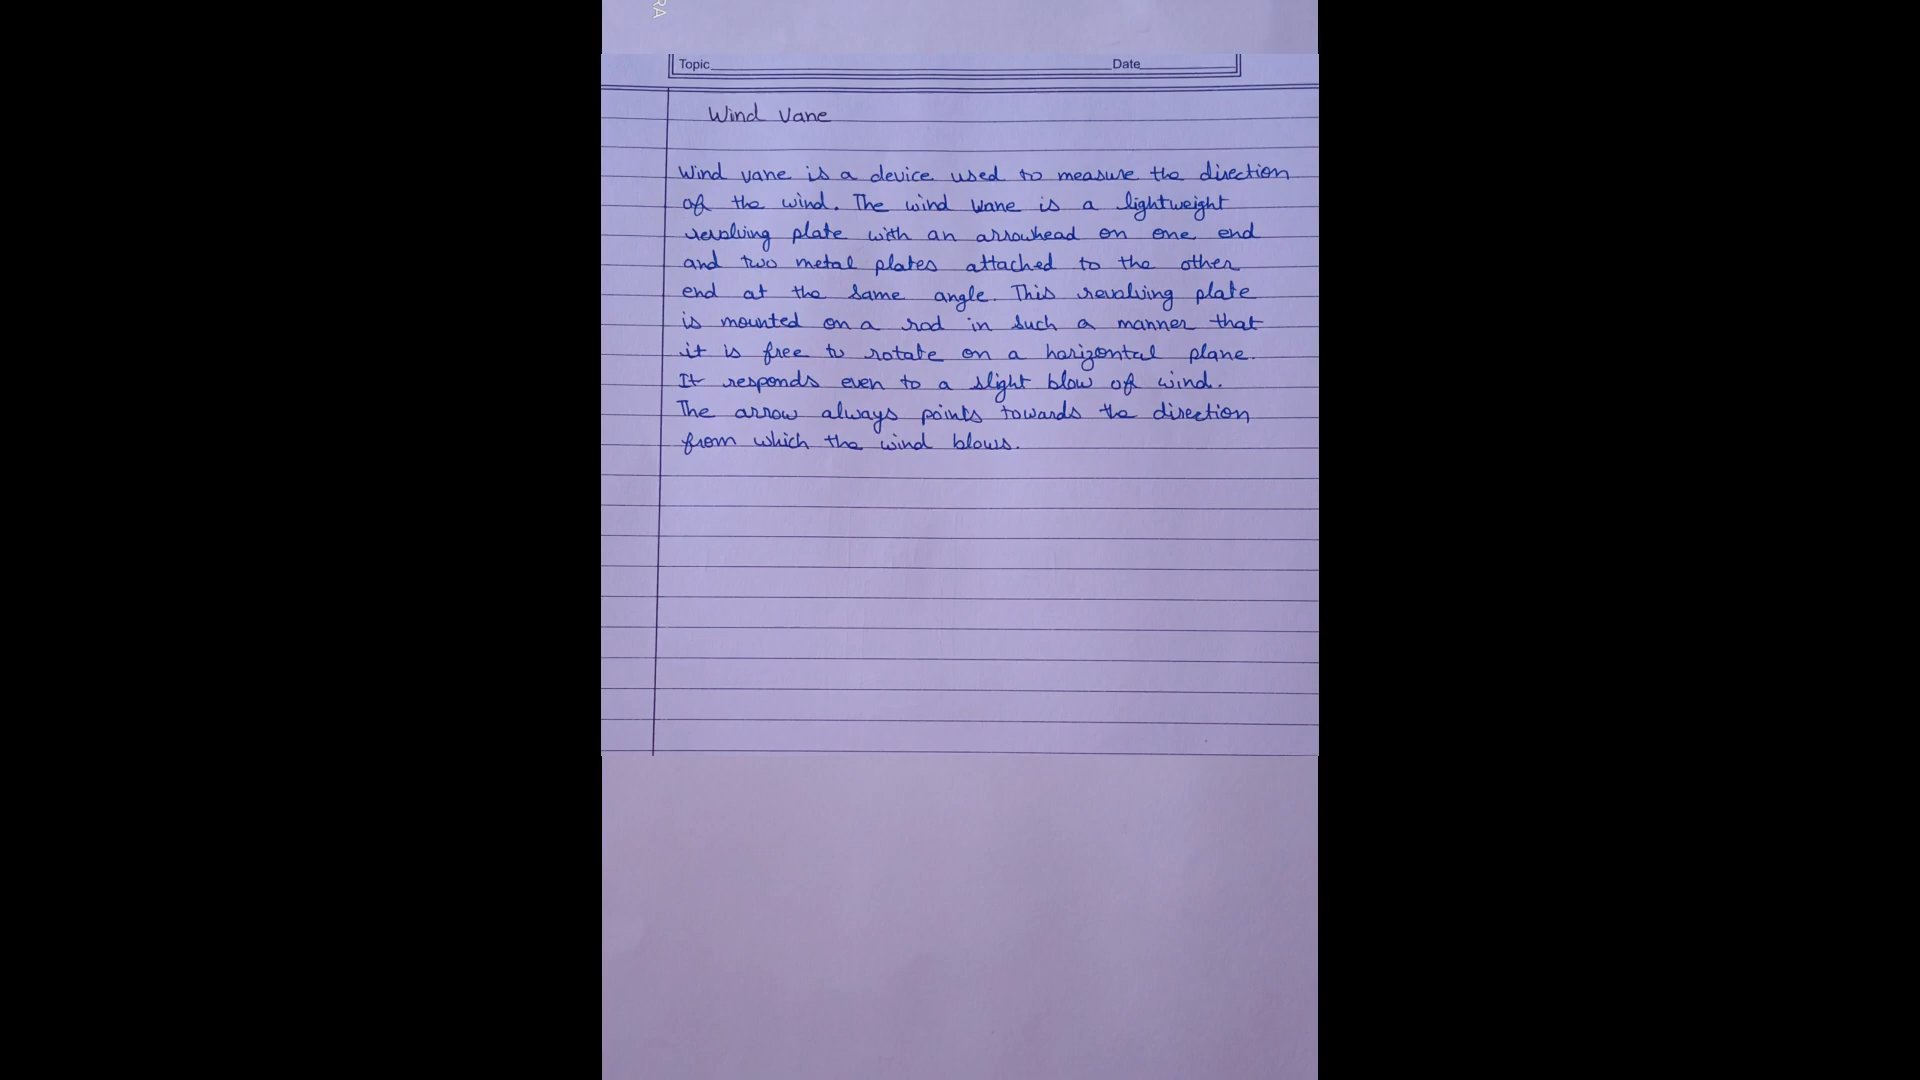 RA
Topic Date
Wind Vane
Wind vane is a device used to measure the direction
of the wind. The wind vane is a lightweight
revolving plate with an arrowhead on one end
and two metal plates attached to the other
end at the same angle. This revolving plate
is mounted on a rod in such a manner that
it is free to rotate on a horizontal plane.
It responds even to a slight blow of wind.
The arrow always points towards the direction
from which the wind blows.